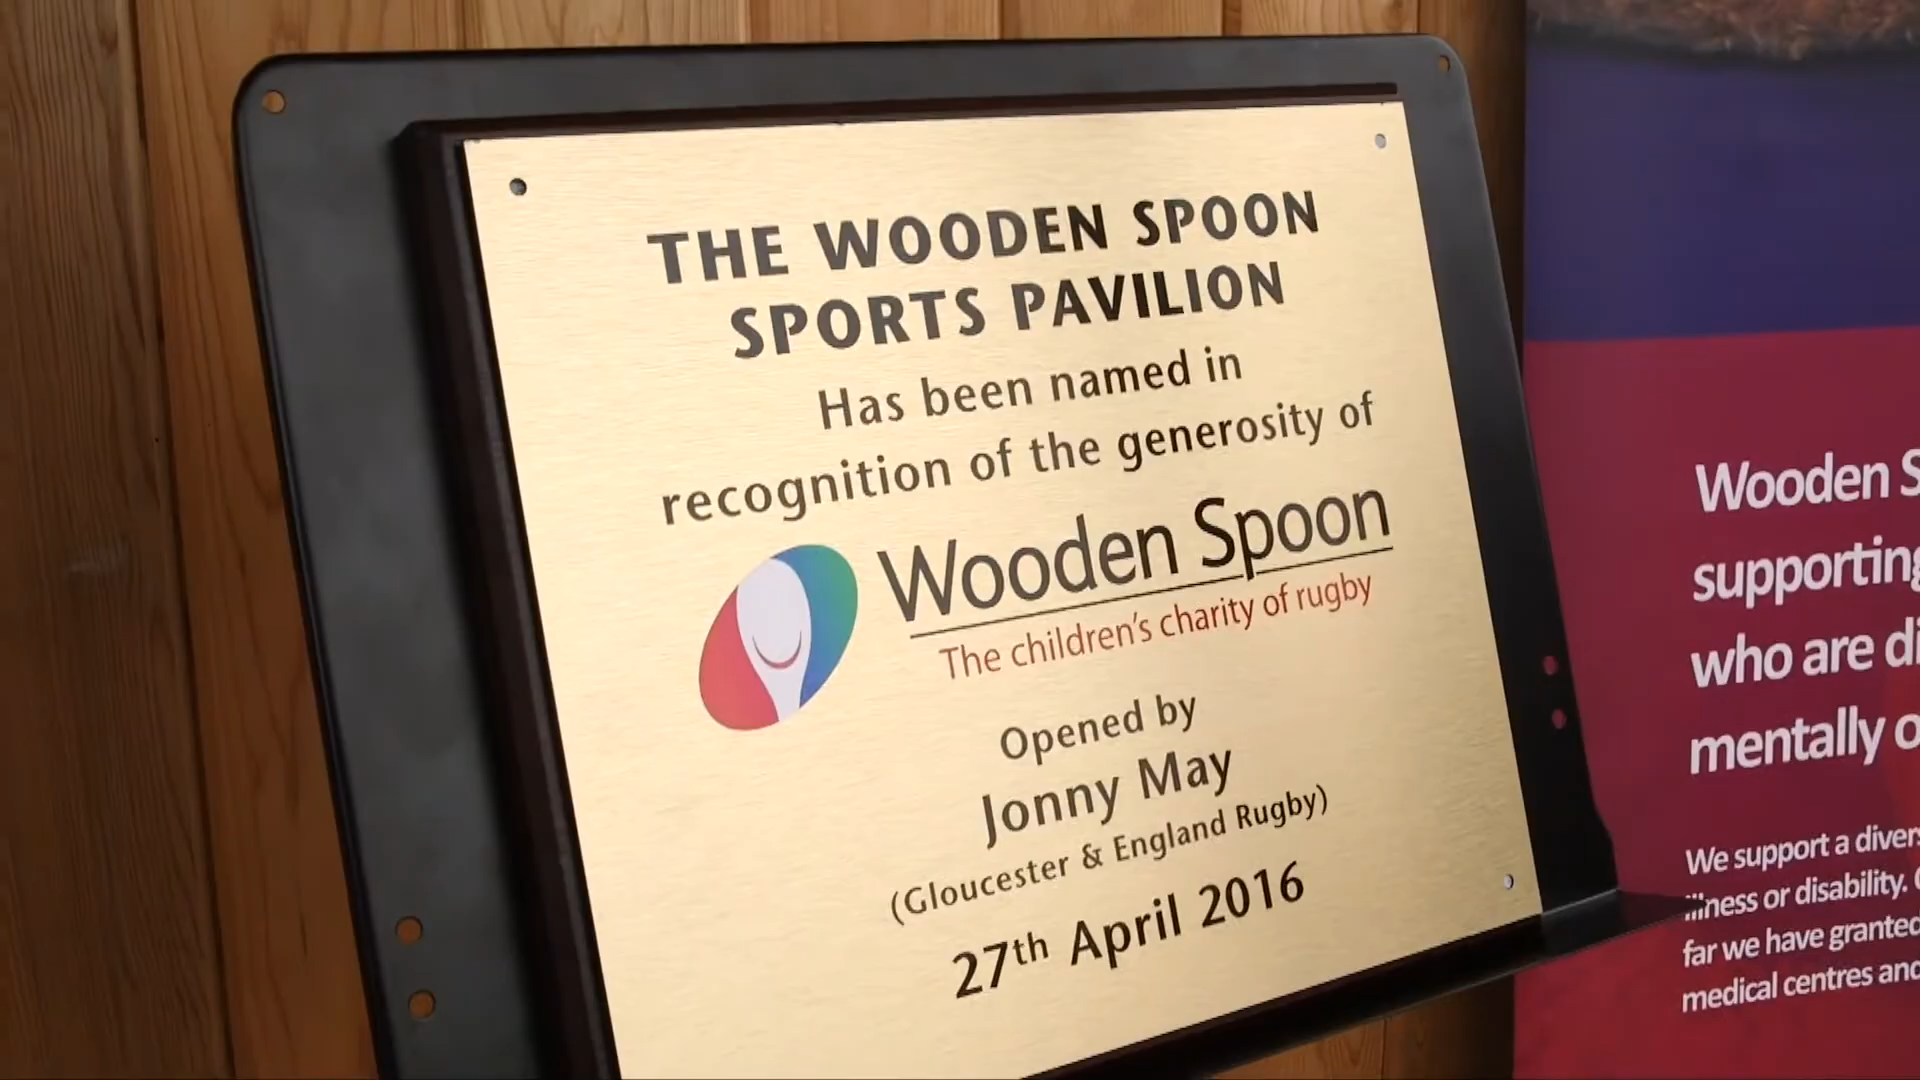 THE WOODEN SPOON
SPORTS PAVILION
Has been named in
recognition of the generosity of
Wooden Spoon
The children's charity of rugby
Opened by
Jonny May
(Gloucester & England Rugby)
27th April 2016
Wooden
supporting
who are
mentally
We support a
illness or disability.
far we have granted
medical centres and